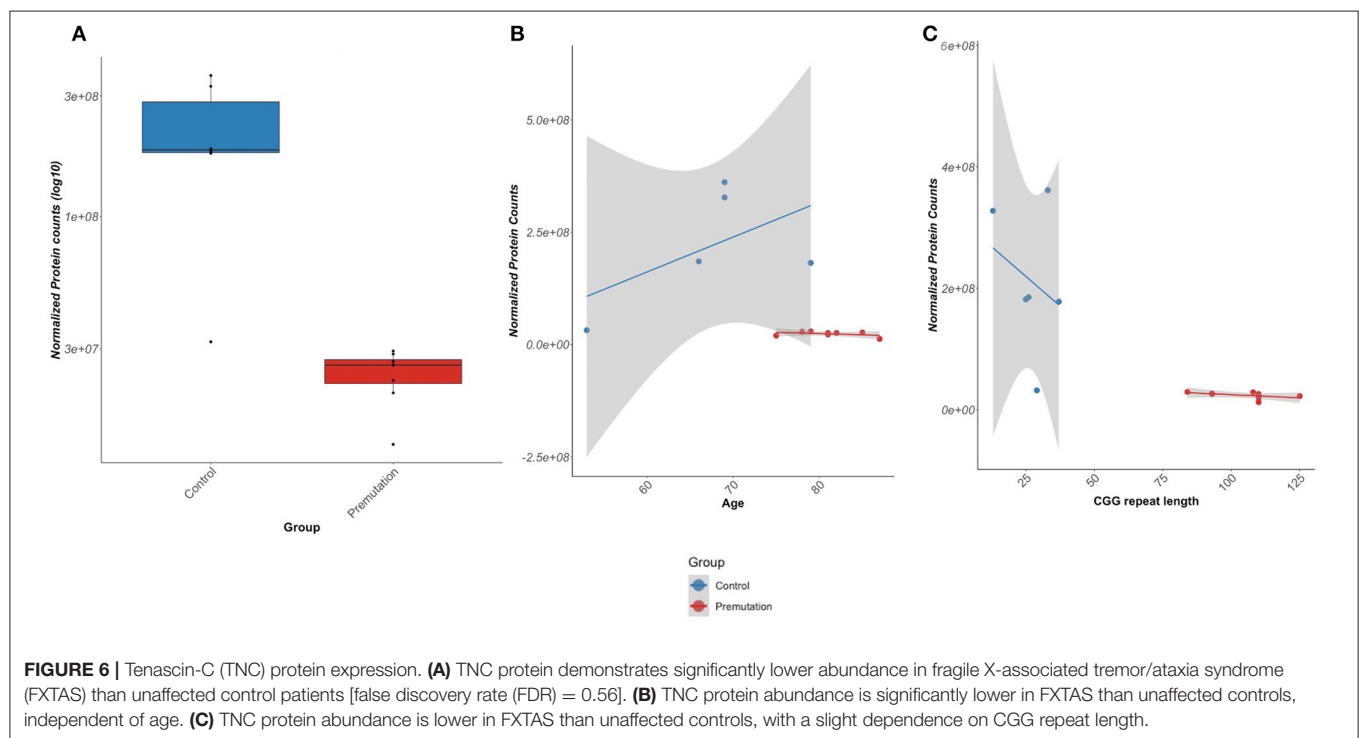 A
Normalized Protein counts (log10)
3e+08
1e+08
3e+07
Control
Premutation
Group
B
Normalized Protein Counts
5.0e+08
2.5e+08
0.0e+00
-2.5e+08
60
70
80
Age
C
Normalized Protein Counts
6e+08
4e+08
2e+08
0e+00
25
50
75
100
125
CGG repeat length
Group
Control
Premutation
FIGURE 6 | Tenascin-C (TNC) protein expression. (A) TNC protein demonstrates significantly lower abundance in fragile X-associated tremor/ataxia syndrome
(FXTAS) than unaffected control patients [false discovery rate (FDR) = 0.56]. (B) TNC protein abundance is significantly lower in FXTAS than unaffected controls,
independent of age. (C) TNC protein abundance is lower in FXTAS than unaffected controls, with a slight dependence on CGG repeat length.